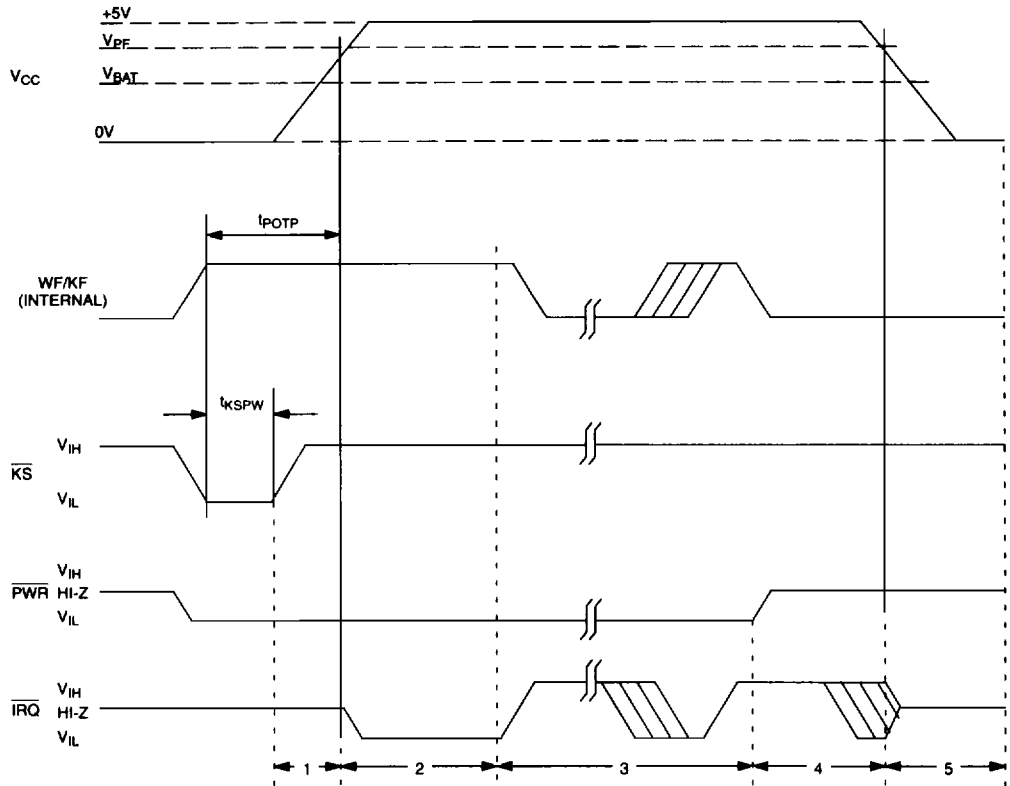 +5V
VPF
VCC
VBAT
0V
tPOTP
WF/KF
(INTERNAL)
tKSPW
VIH
KS
VIL
VIH
PWR HI-Z
VIL
VIH
IRQ HI-Z
VIL
1 2 3 4 5